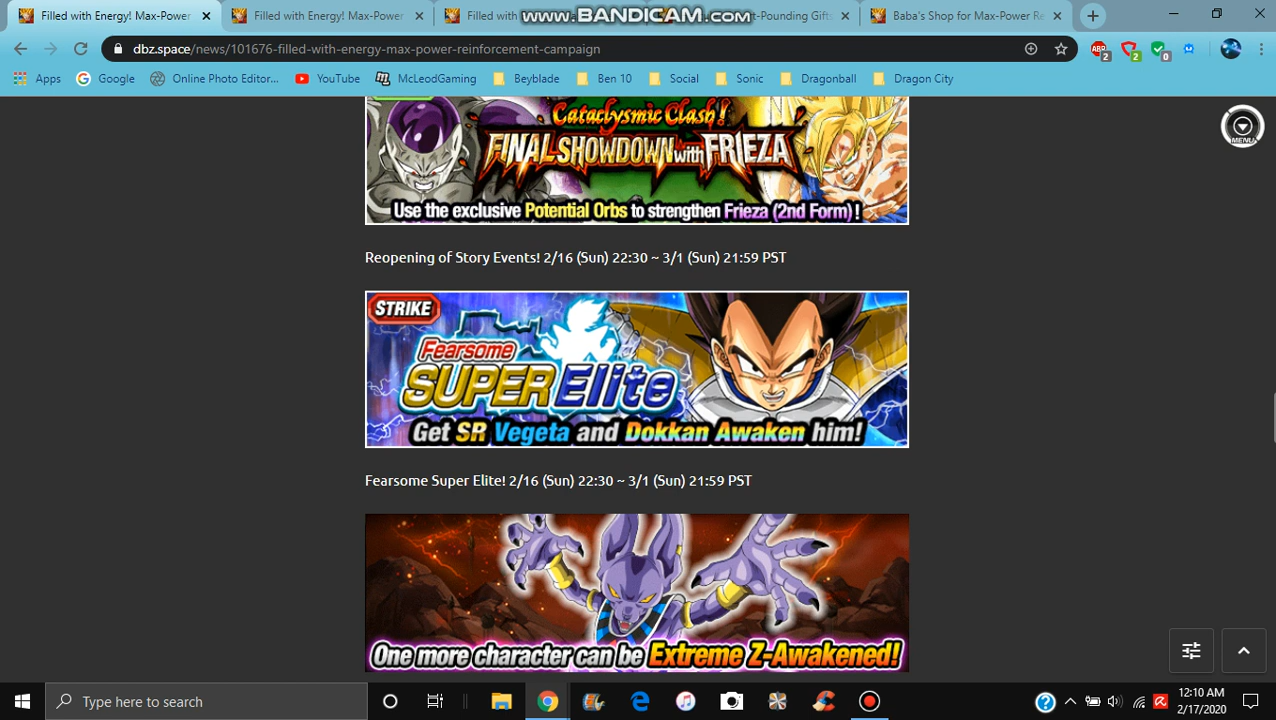 Filled with Energy! Max-Power
Filled with Energy! Max-Power
Filled with
www.BANDICAM.com
t-Pounding Gifts
Baba's Shop for Max-Power Re
dbz.space/news/101676-filled-with-energy-max-power-reinforcement-campaign
2
2
0
Apps
Google
Online Photo Editor...
YouTube
McLeodGaming
Beyblade
Ben 10
Social
Sonic
Dragonball
Dragon City
MENU
Cataclysmic Clash!
FINAL SHOWDOWN with FRIEZA
Use the exclusive Potential Orbs to strengthen Frieza (2nd Form)!
Reopening of Story Events! 2/16 (Sun) 22:30 ~ 3/1 (Sun) 21:59 PST
STRIKE
Fearsome
SUPER Elite
Get SR Vegeta and Dokkan Awaken him!
Fearsome Super Elite! 2/16 (Sun) 22:30 ~ 3/1 (Sun) 21:59 PST
One more character can be Extreme Z-Awakened!
Type here to search
12:10 AM
2/17/2020